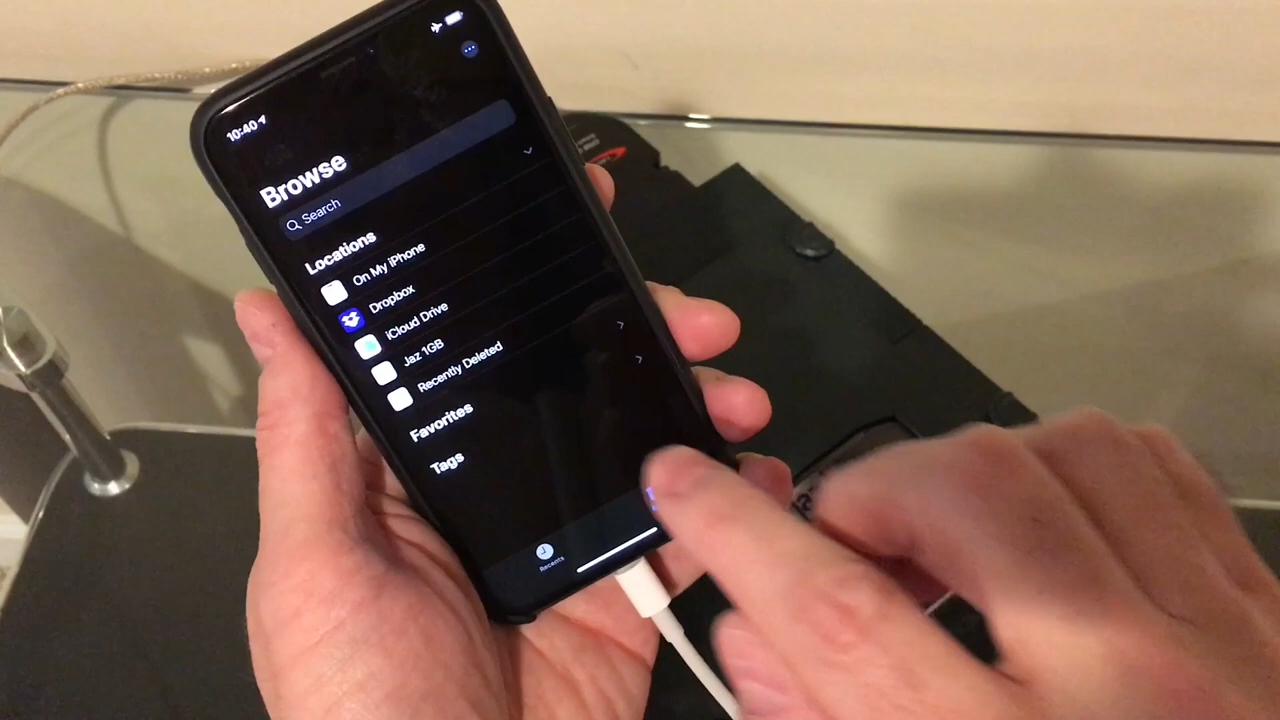 10:40
Browse
Search
Locations
On My iPhone
Dropbox
iCloud Drive
Jaz 1GB
Recently Deleted
Favorites
Tags
Recents